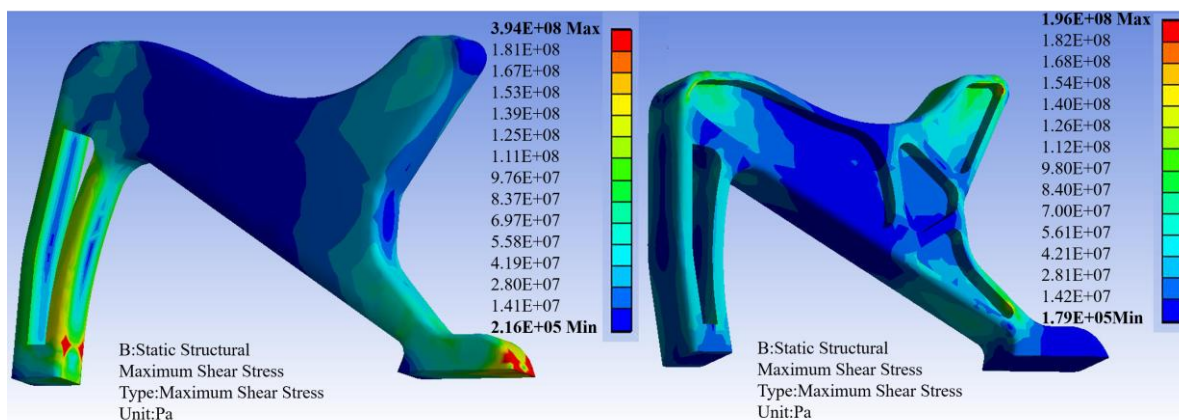 3.94E+08 Max
1.81E+08
1.67E+08
1.53E+08
1.39E+08
1.25E+08
1.11E+08
9.76E+07
8.37E+07
6.97E+07
5.58E+07
4.19E+07
2.80E+07
1.41E+07
2.16E+05 Min
B:Static Structural
Maximum Shear Stress
Type:Maximum Shear Stress
Unit:Pa
1.96E+08 Max
1.82E+08
1.68E+08
1.54E+08
1.40E+08
1.26E+08
1.12E+08
9.80E+07
8.40E+07
7.00E+07
5.61E+07
4.21E+07
2.81E+07
1.42E+07
1.79E+05Min
B:Static Structural
Maximum Shear Stress
Type:Maximum Shear Stress
Unit:Pa